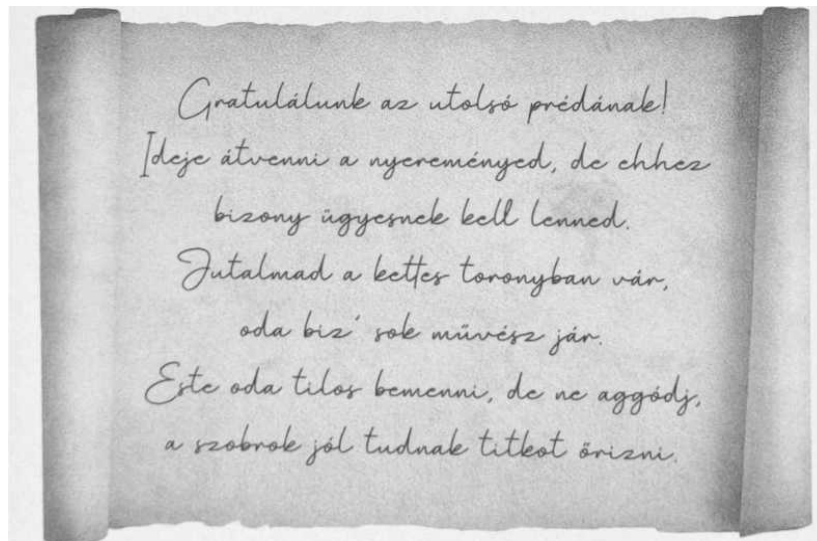 Gratulálunk az utolsó prédának!
Ideje átvenni a nyereményed, de ehhez
bizony ügyesnek kell lenned.
Jutalmad a kettes toronyban vár,
oda biz' sok művész jár.
Este oda tilos bemenni, de ne aggódj,
a szobrok jól tudnak titkot őrizni.